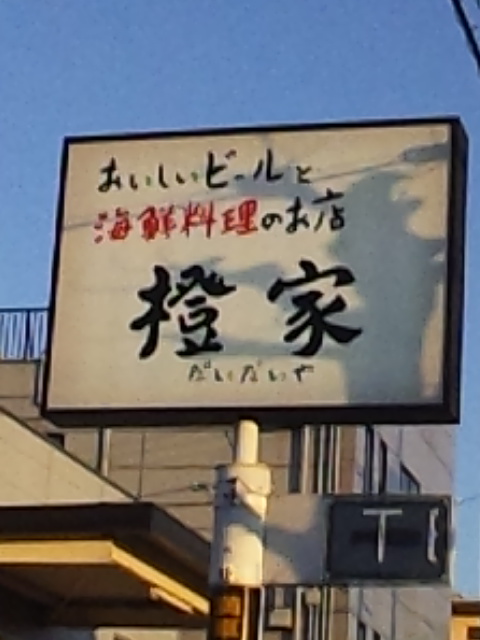 おいしいビールと
海鮮料理のお店
橙家
だいだいや